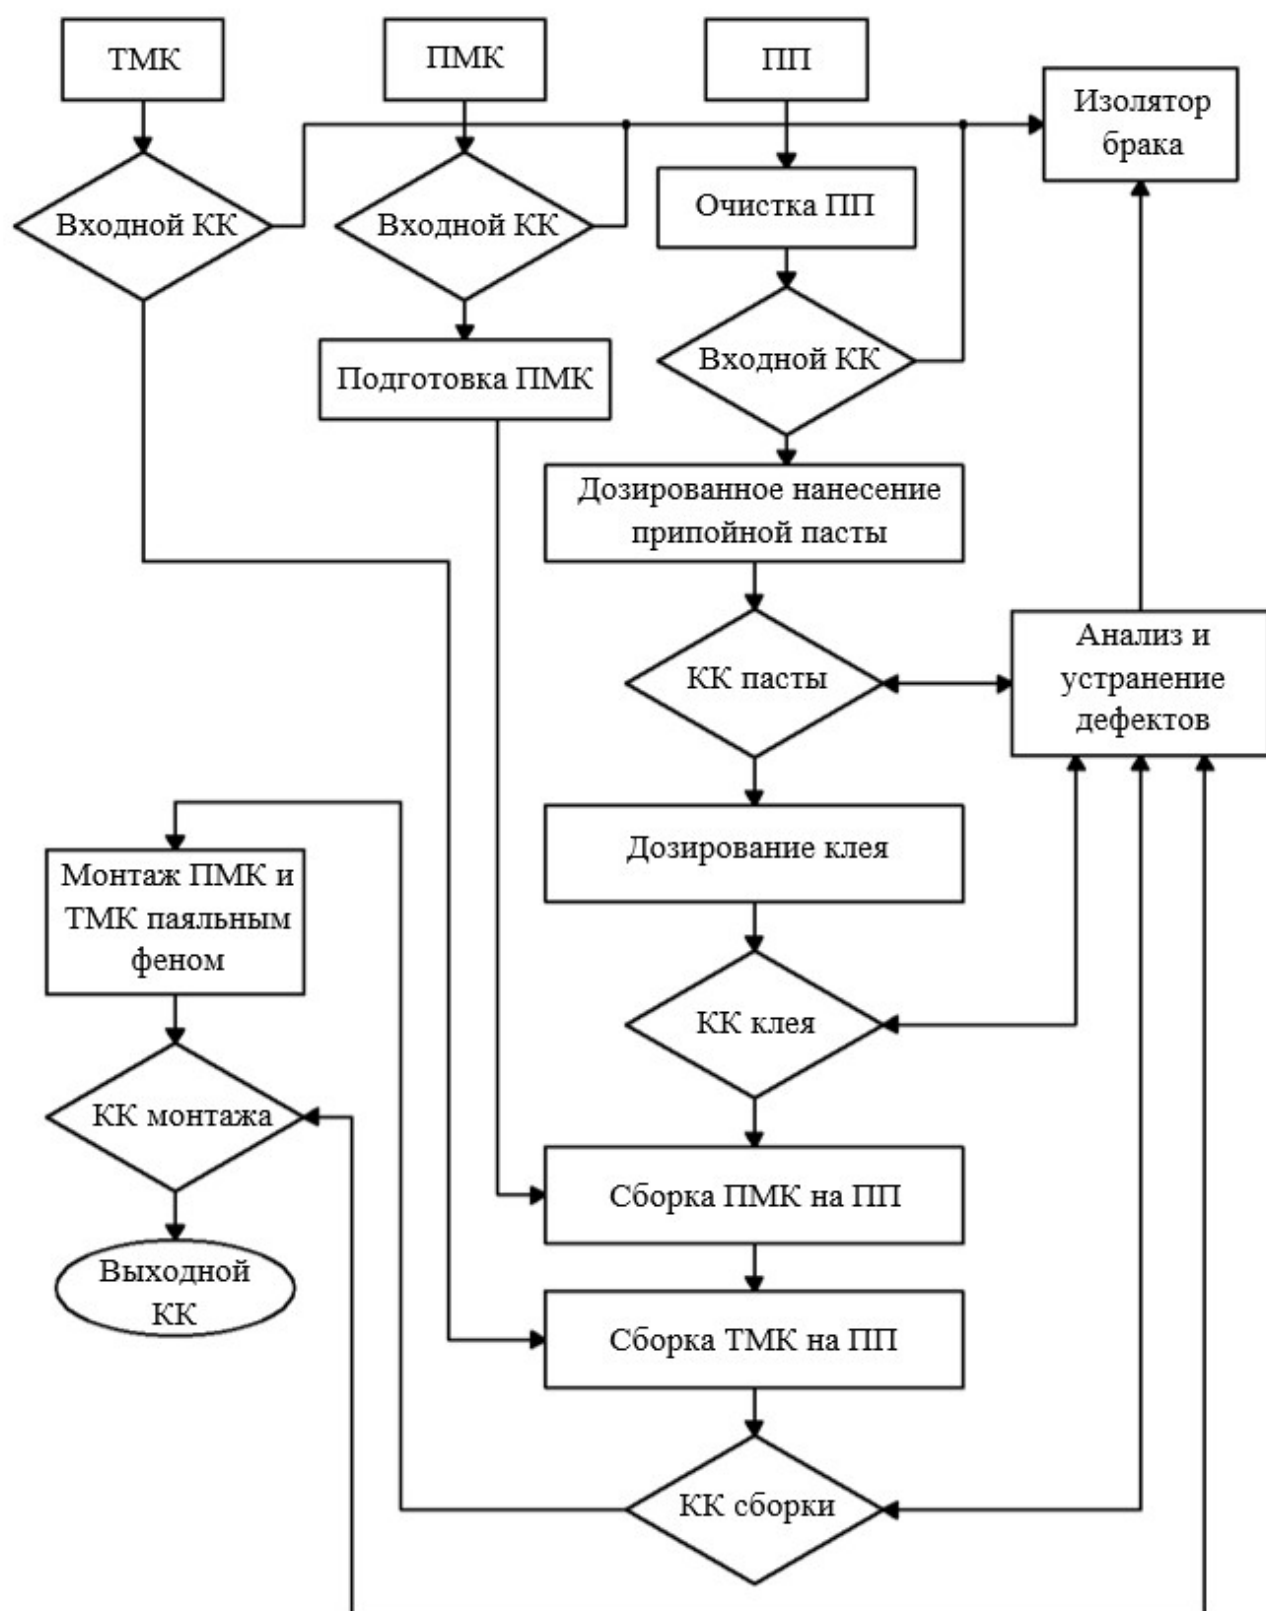 ТМК
ПМК
ПП
Изолятор
брака
Входной КК
Входной КК
Очистка ПП
Подготовка ПМК
Входной КК
Дозированное нанесение
припойной пасты
КК пасты
Анализ и
устранение
дефектов
Дозирование клея
Монтаж ПМК и
ТМК паяльным
феном
КК клея
КК монтажа
Сборка ПМК на ПП
Выходной
КК
Сборка ТМК на ПП
КК сборки